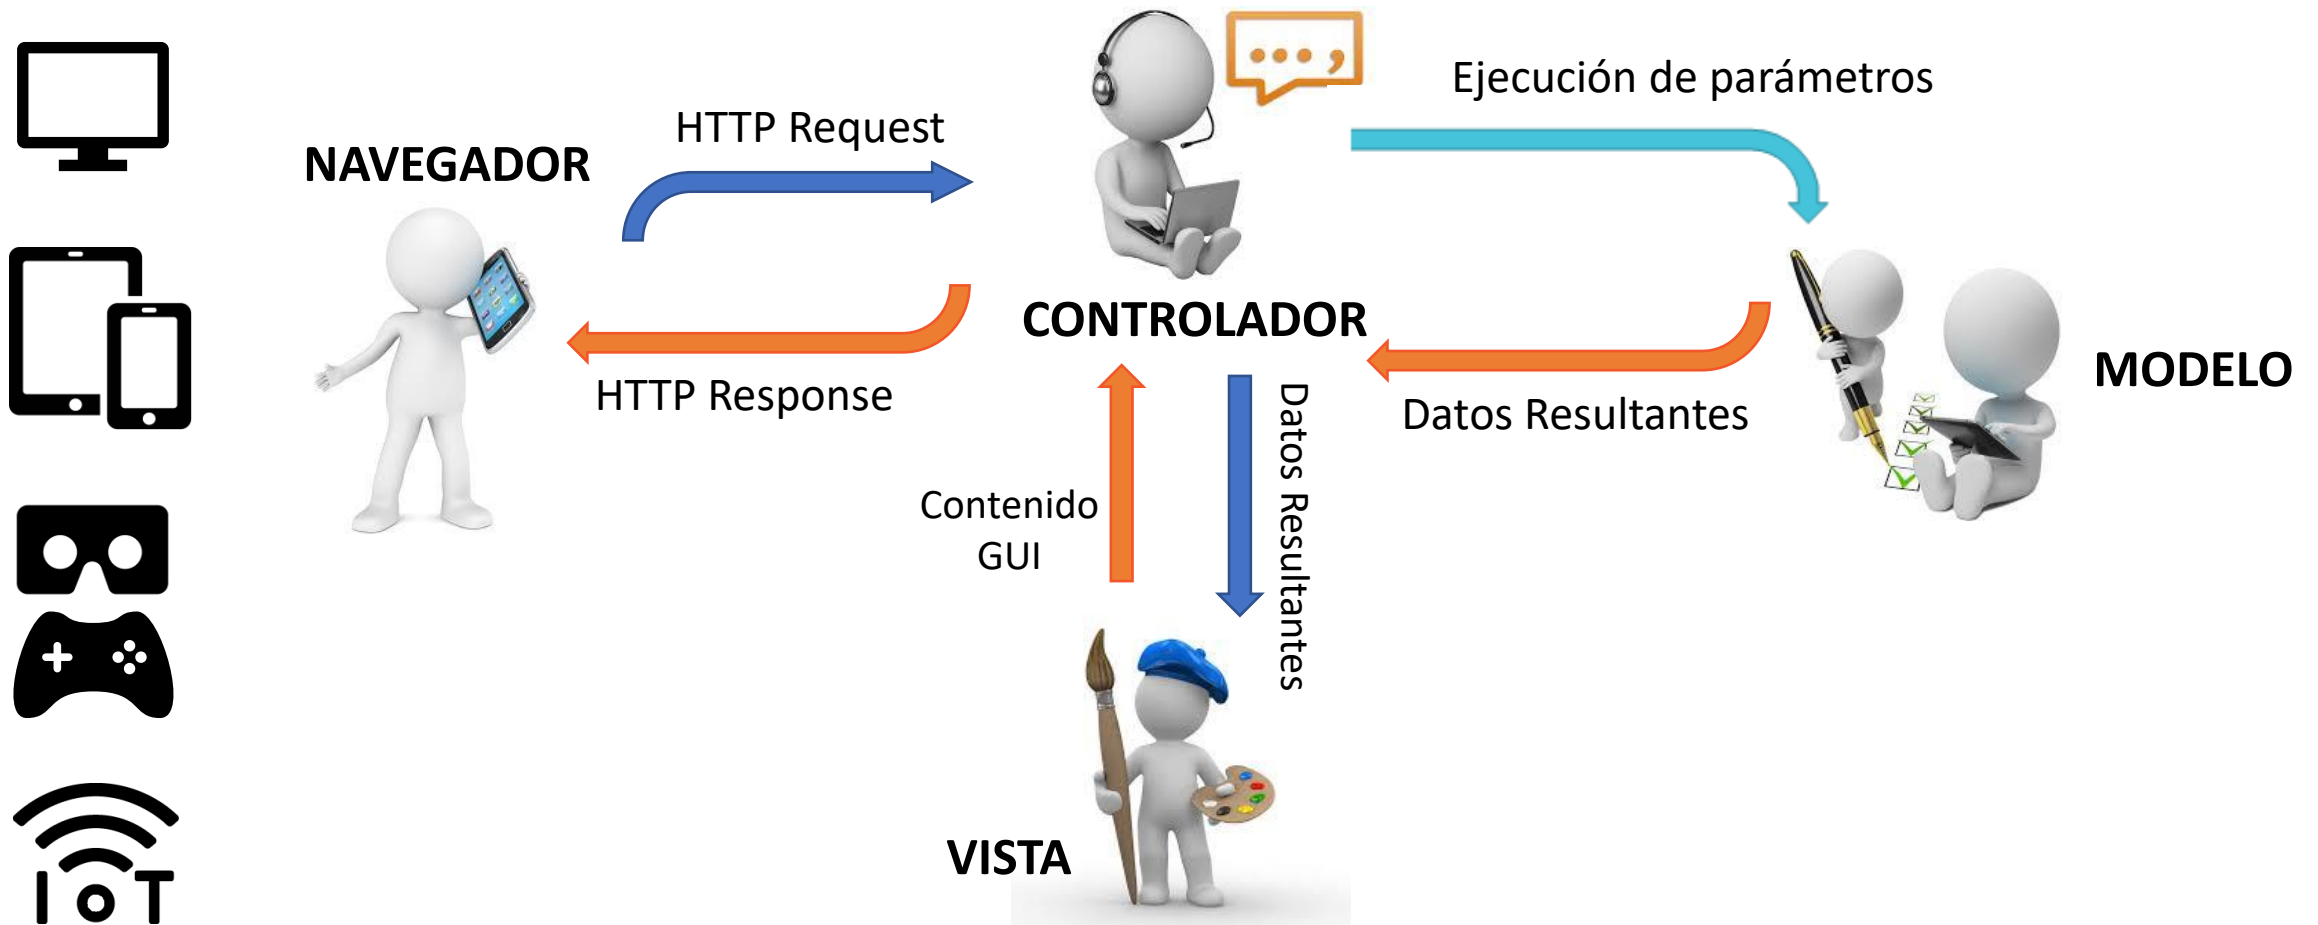 NAVEGADOR
HTTP Request
Ejecución de parámetros
CONTROLADOR
HTTP Response
Datos Resultantes
MODELO
Contenido
GUI
Datos Resultantes
VISTA
IoT